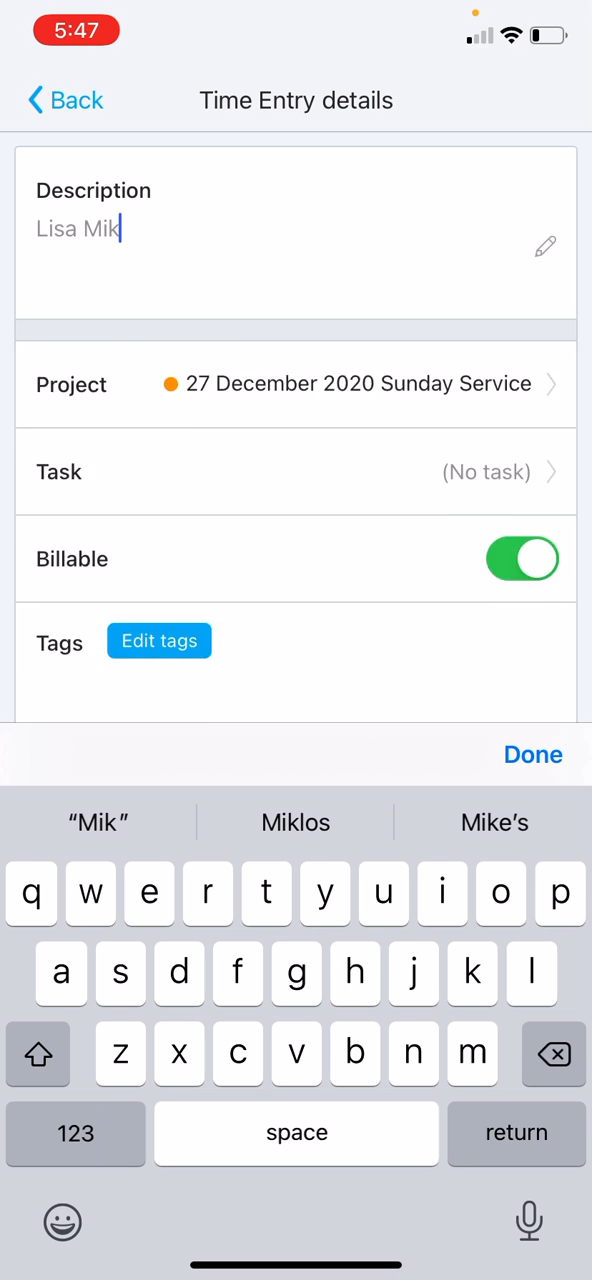 5:47
Back Time Entry details
Description
Lisa Mik
Project 27 December 2020 Sunday Service
Task (No task)
Billable
Tags Edit tags
Done
“Mik” Miklos Mike’s
q w e r t y u i o p
a s d f g h j k l
z x c v b n m
123 space return